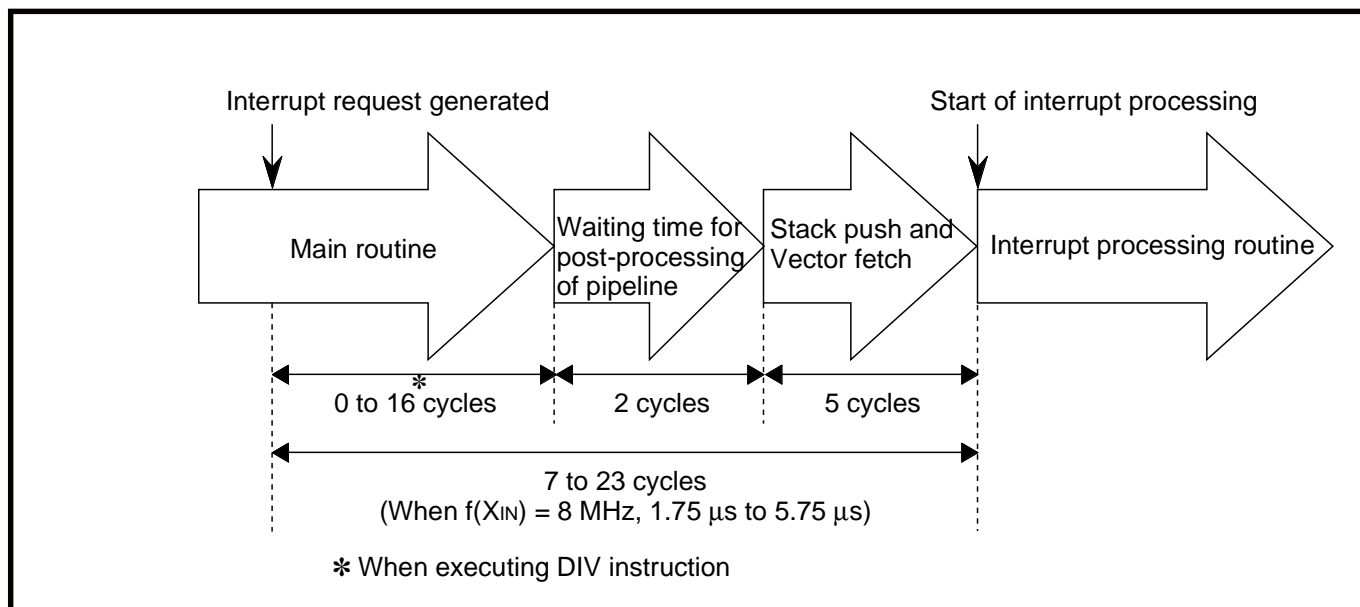 Interrupt request generated
Start of interrupt processing
Main routine
Waiting time for
post-processing
of pipeline
Stack push and
Vector fetch
Interrupt processing routine
✻
0 to 16 cycles
2 cycles
5 cycles
7 to 23 cycles
(When f(XIN) = 8 MHz, 1.75 μs to 5.75 μs)
✻ When executing DIV instruction